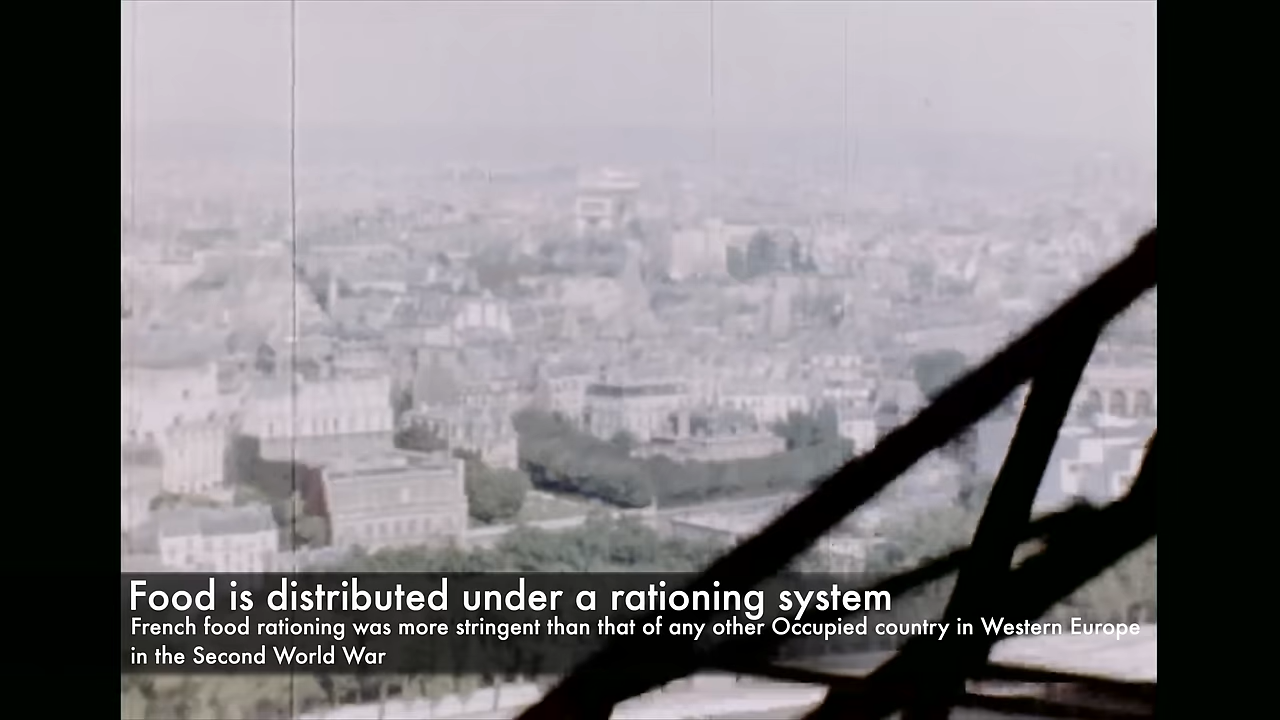 Food is distributed under a rationing system
French food rationing was more stringent than that of any other Occupied country in Western Europe
in the Second World War